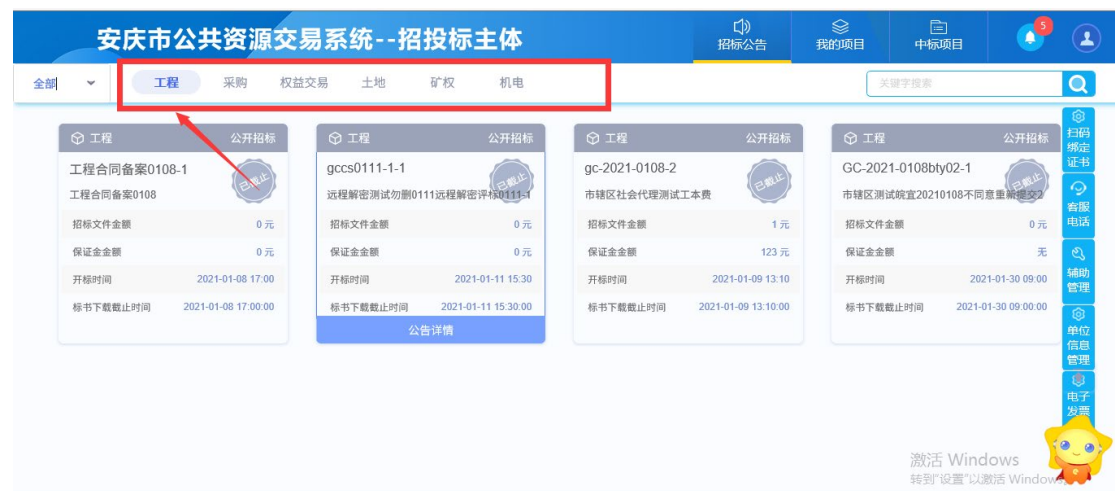 安庆市公共资源交易系统--招投标主体
招标公告
我的项目
中标项目
5
全部
工程
采购
权益交易
土地
矿权
机电
关键字搜索
工程
公开招标
工程合同备案0108-1
已截止
工程合同备案0108
招标文件金额
0 元
保证金金额
0 元
开标时间
2021-01-08 17:00
标书下载截止时间
2021-01-08 17:00:00
工程
公开招标
gccs0111-1-1
已截止
远程解密测试勿删0111远程解密评标0111-1
招标文件金额
0 元
保证金金额
0 元
开标时间
2021-01-11 15:30
标书下载截止时间
2021-01-11 15:30:00
公告详情
工程
公开招标
gc-2021-0108-2
已截止
市辖区社会代理测试工本费
招标文件金额
1 元
保证金金额
123 元
开标时间
2021-01-09 13:10
标书下载截止时间
2021-01-09 13:10:00
工程
公开招标
GC-2021-0108bty02-1
已截止
市辖区测试皖宜20210108不同意重新提交2
招标文件金额
0 元
保证金金额
无
开标时间
2021-01-30 09:00
标书下载截止时间
2021-01-30 09:00:00
扫码
绑定
证书
客服
电话
辅助
管理
单位
信息
管理
电子
发票
激活 Windows
转到"设置"以激活 Windows